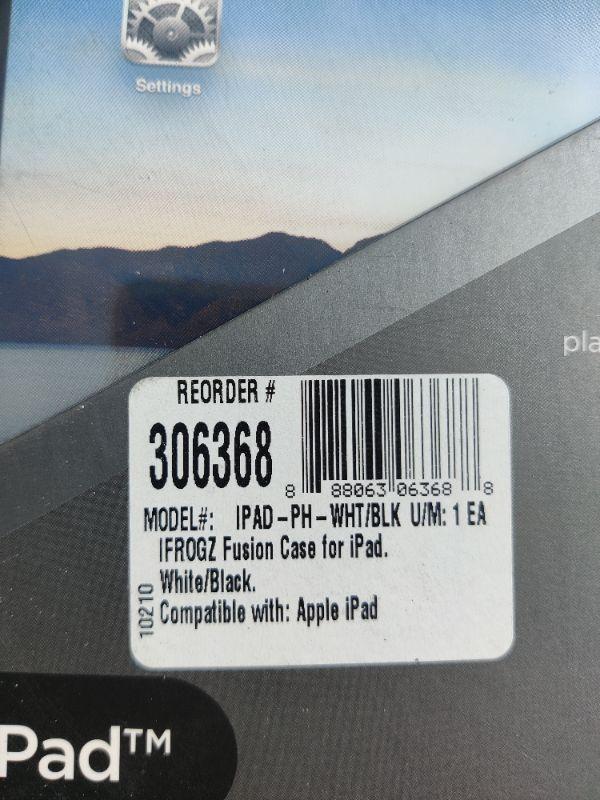 Settings
pla
REORDER #
306368
8 88063 06368 8
MODEL#: IPAD-PH-WHT/BLK U/M: 1 EA
IFROGZ Fusion Case for iPad.
White/Black.
Compatible with: Apple iPad
10210
Pad™